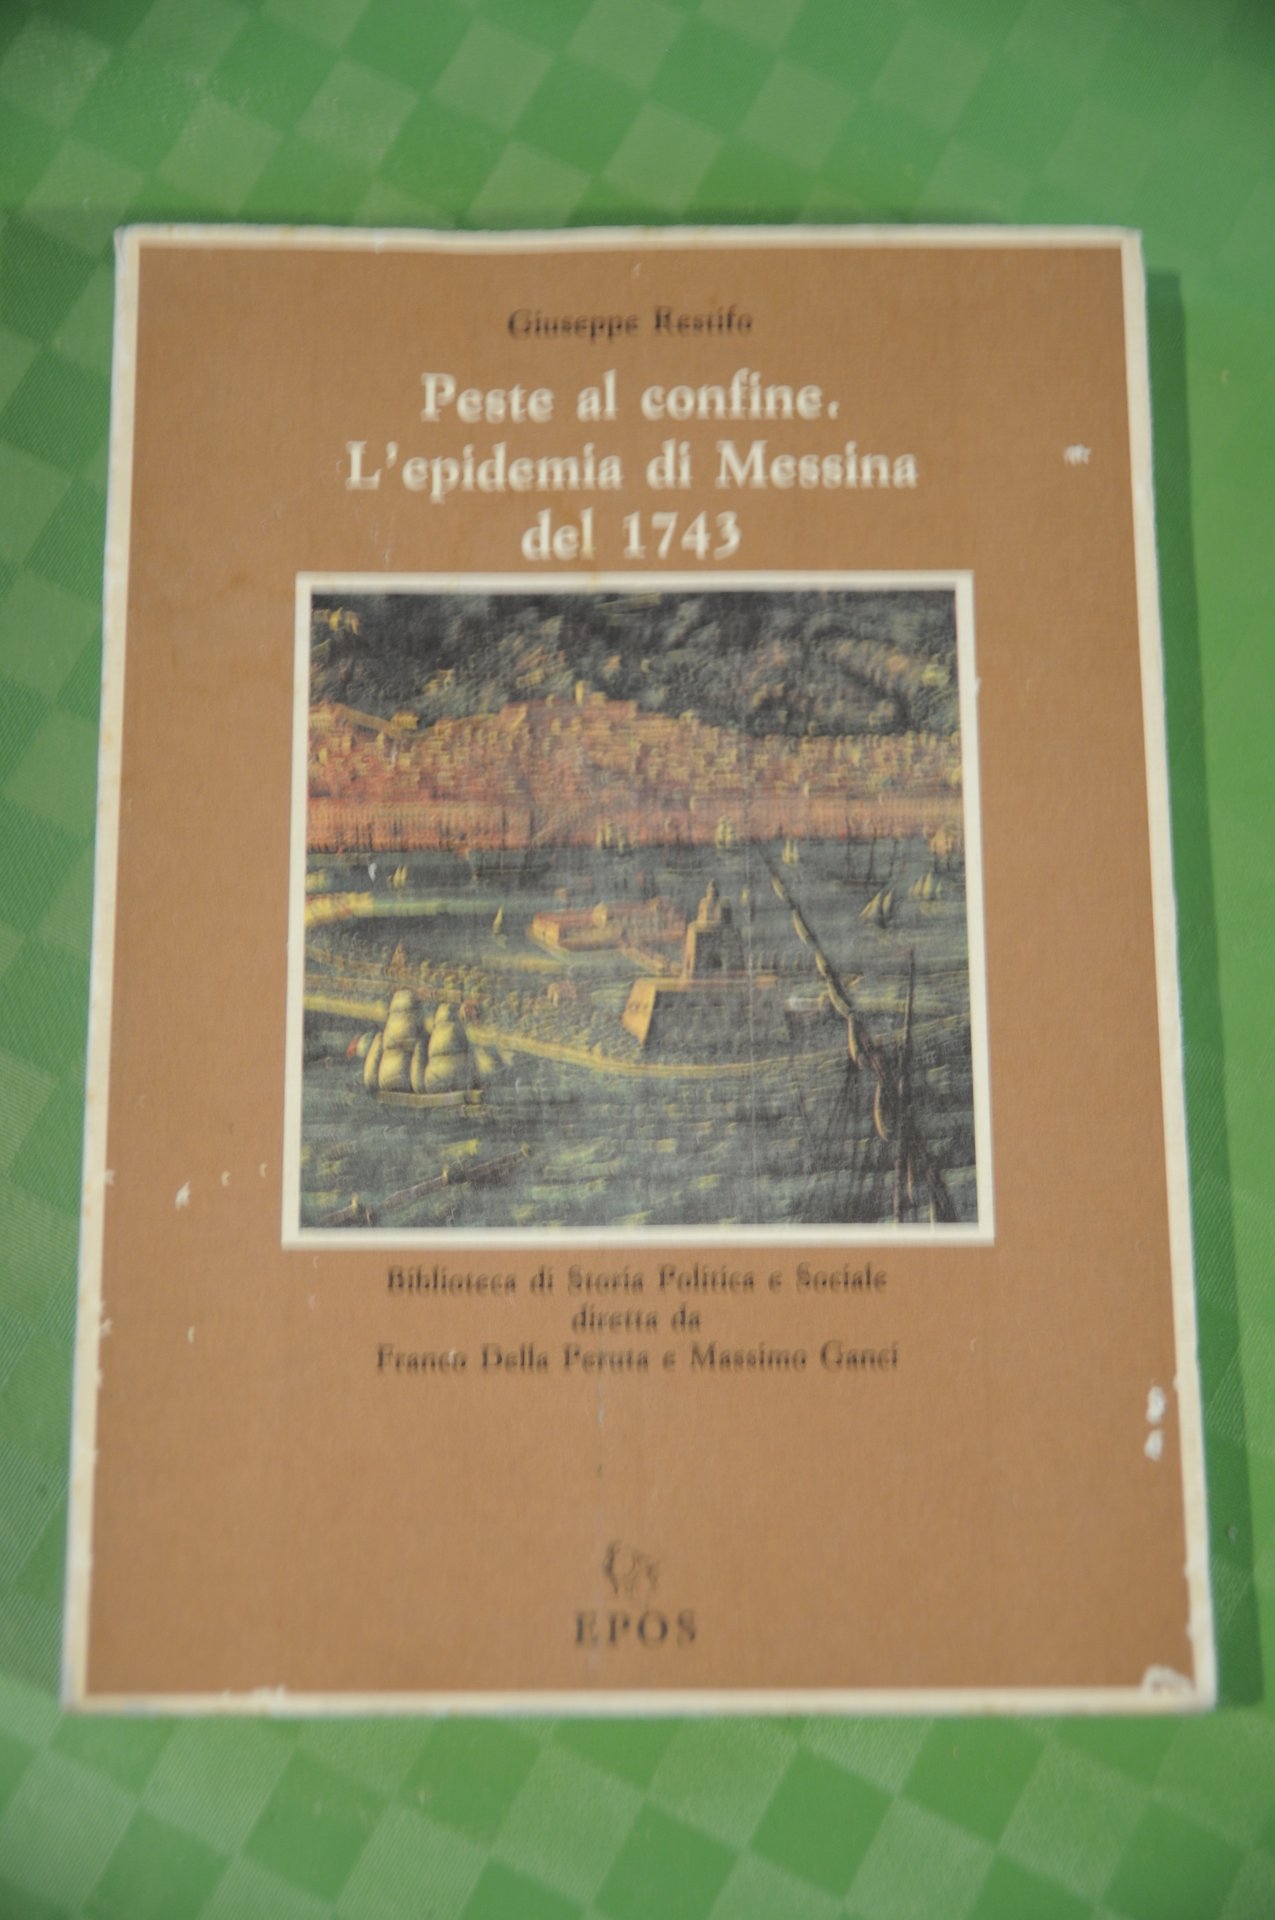 Giuseppe Restifo
Peste al confine.
L'epidemia di Messina
del 1743
Biblioteca di Storia Politica e Sociale
diretta da
Franco Della Peruta e Massimo Ganci
EPOS